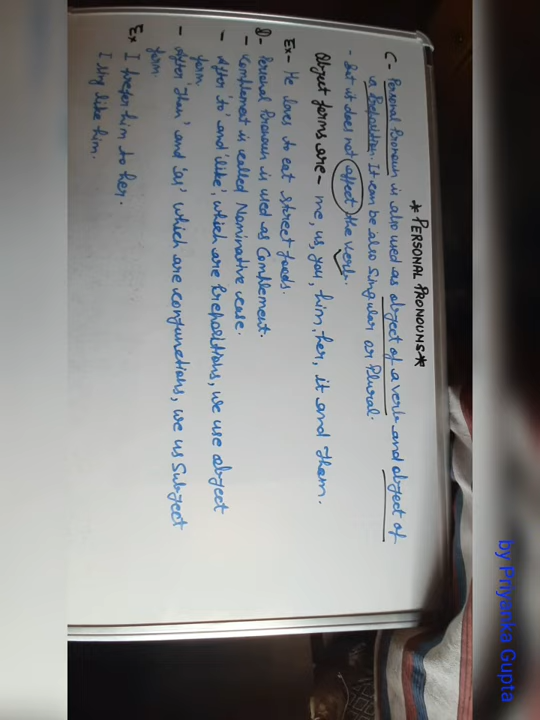 * PERSONAL PRONOUNS *
C - Personal Pronoun is also used as object of a verb and object of
a Preposition. It can be also Singular or Plural.
- but it does not affect the verb.
Object forms are - me, us, you, him, her, it and them.
Ex - He loves to eat street foods.
D - Personal Pronoun is used as Complement.
- Complement is called Nominative case.
- After 'to' and 'like', which are prepositions, we use object
form.
- After 'than' and 'as' which are conjunctions, we us Subject
form.
Ex I prefer him to her.
I sing like him.
by Priyanka Gupta